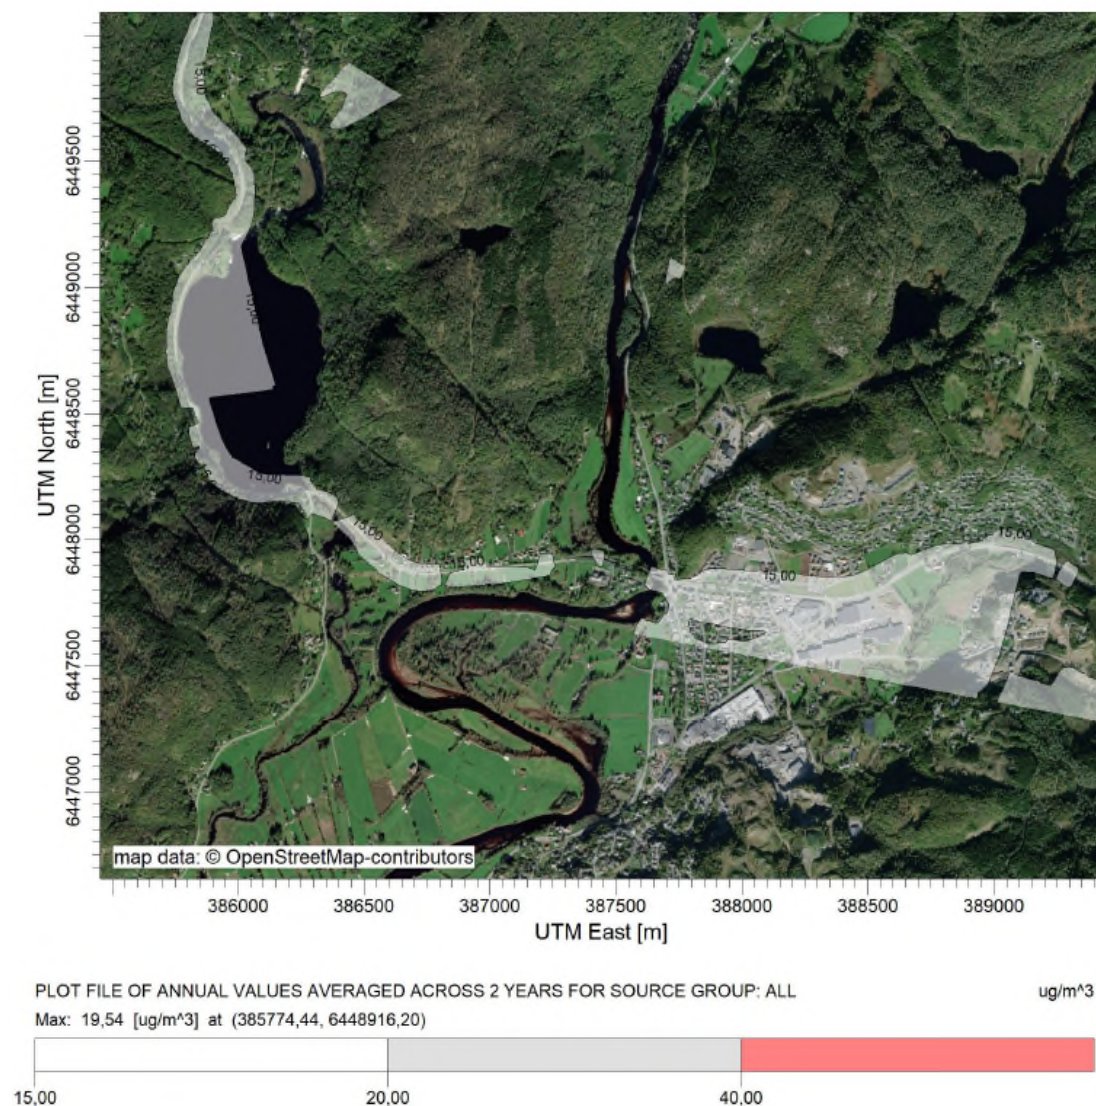 15,00
15,00
15,00
15,00
15,00
15,00
15,00
UTM North [m]
6449500
6449000
6448500
6448000
6447500
6447000
map data: © OpenStreetMap-contributors
386000 386500 387000 387500 388000 388500 389000
UTM East [m]
PLOT FILE OF ANNUAL VALUES AVERAGED ACROSS 2 YEARS FOR SOURCE GROUP: ALL ug/m^3
Max: 19,54 [ug/m^3] at (385774,44, 6448916,20)
15,00 20,00 40,00